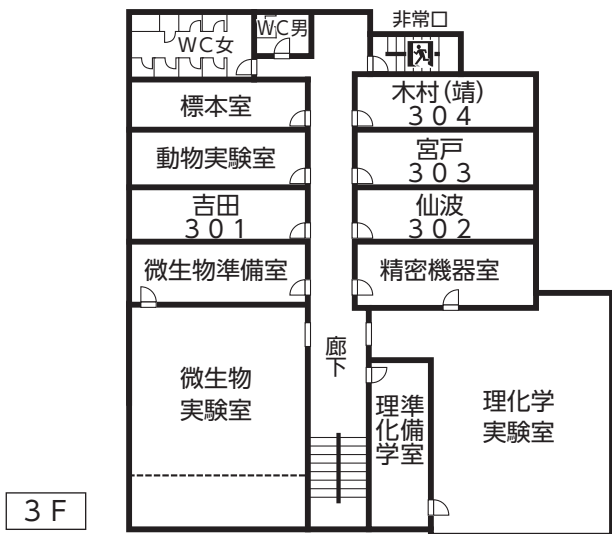 非常口
WC女
WC男
標本室
木村(靖)
304
動物実験室
宮戸
303
吉田
301
仙波
302
微生物準備室
精密機器室
廊下
微生物
実験室
理化学
準備室
理化学
実験室
3F